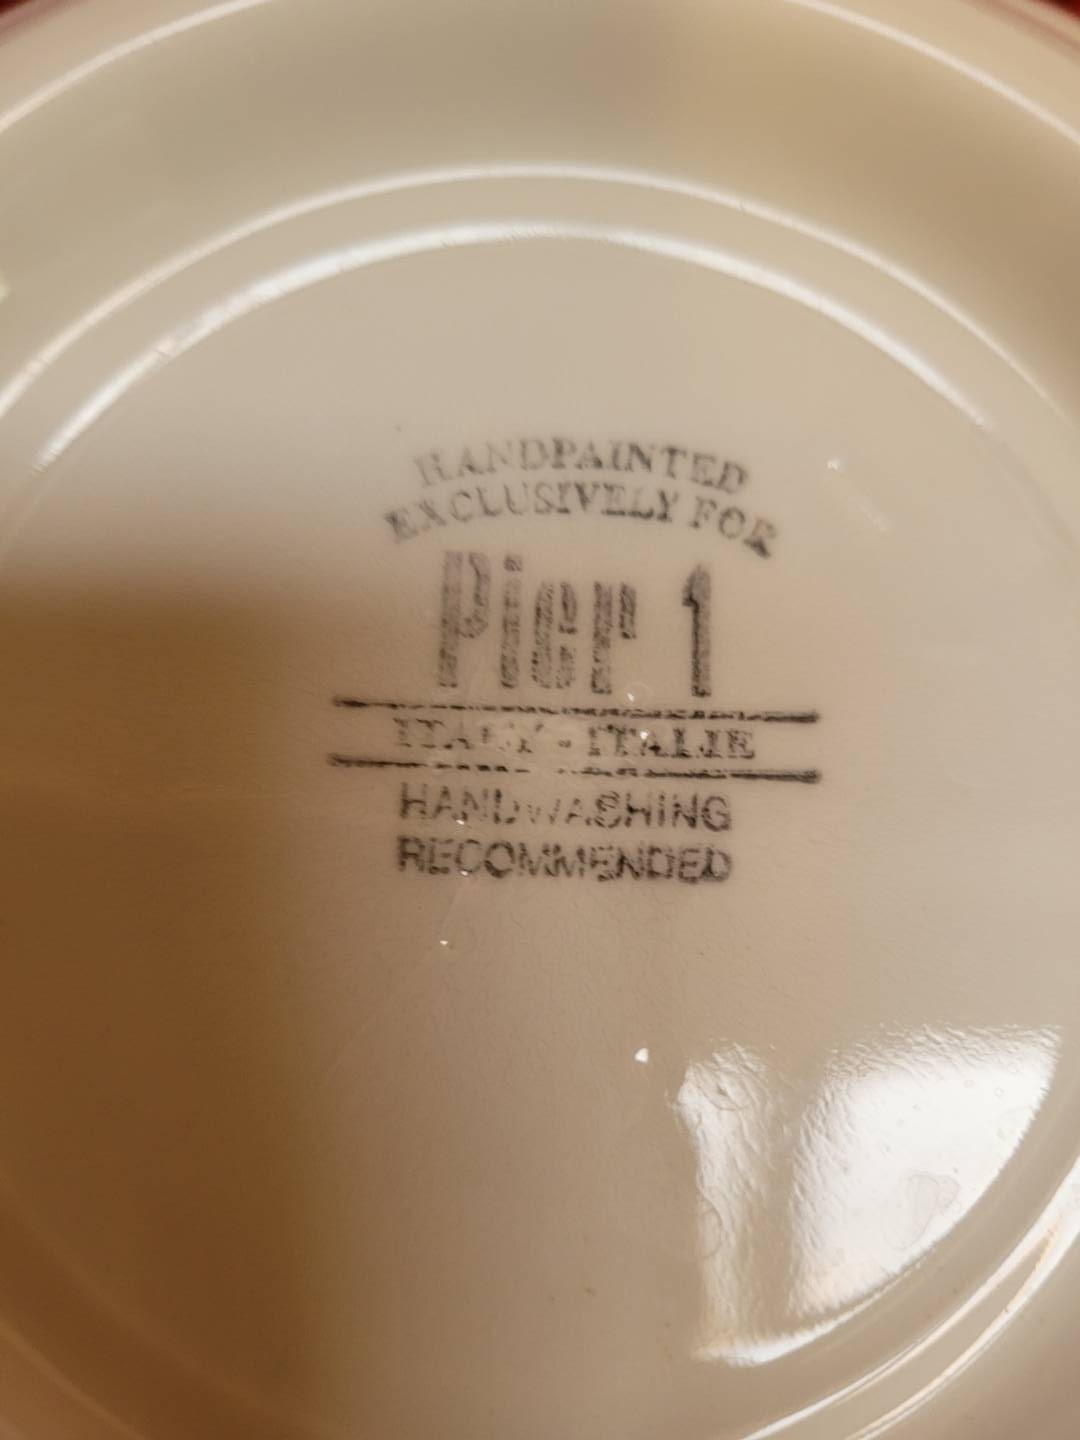 HANDPAINTED
EXCLUSIVELY FOR
Pier 1
ITALY - ITALIE
HANDWASHING
RECOMMENDED